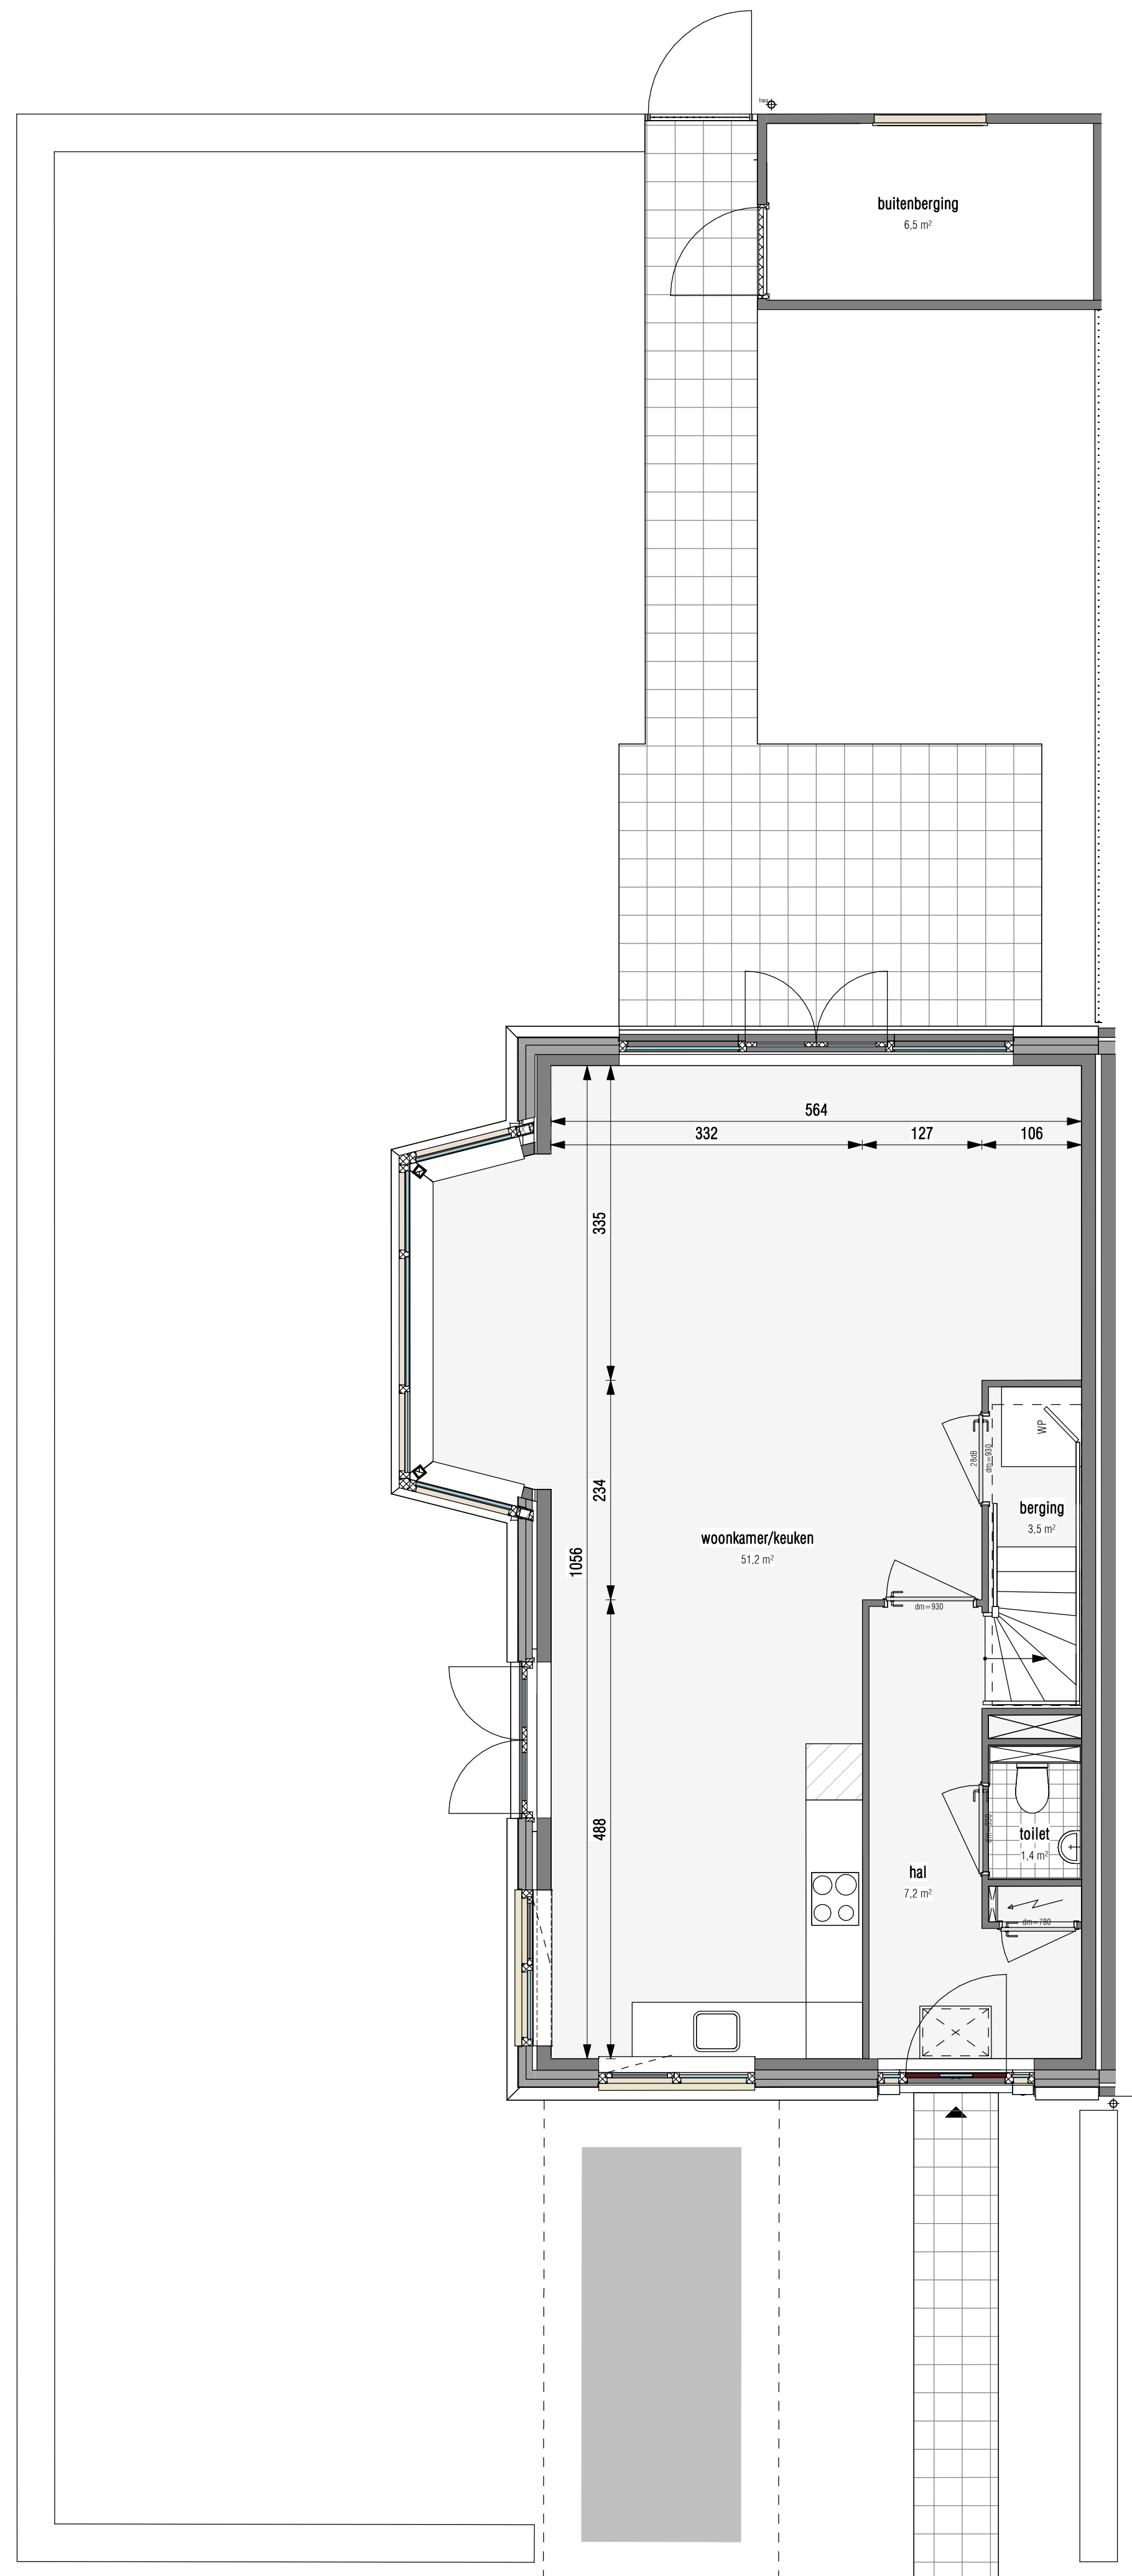 hwa
buitenberging
6,5 m²
564
332
127
106
335
WP
28dB
dm=930
234
berging
3,5 m²
1056
woonkamer/keuken
51,2 m²
dm=930
488
dm=930
toilet
1,4 m²
hal
7,2 m²
dm=780